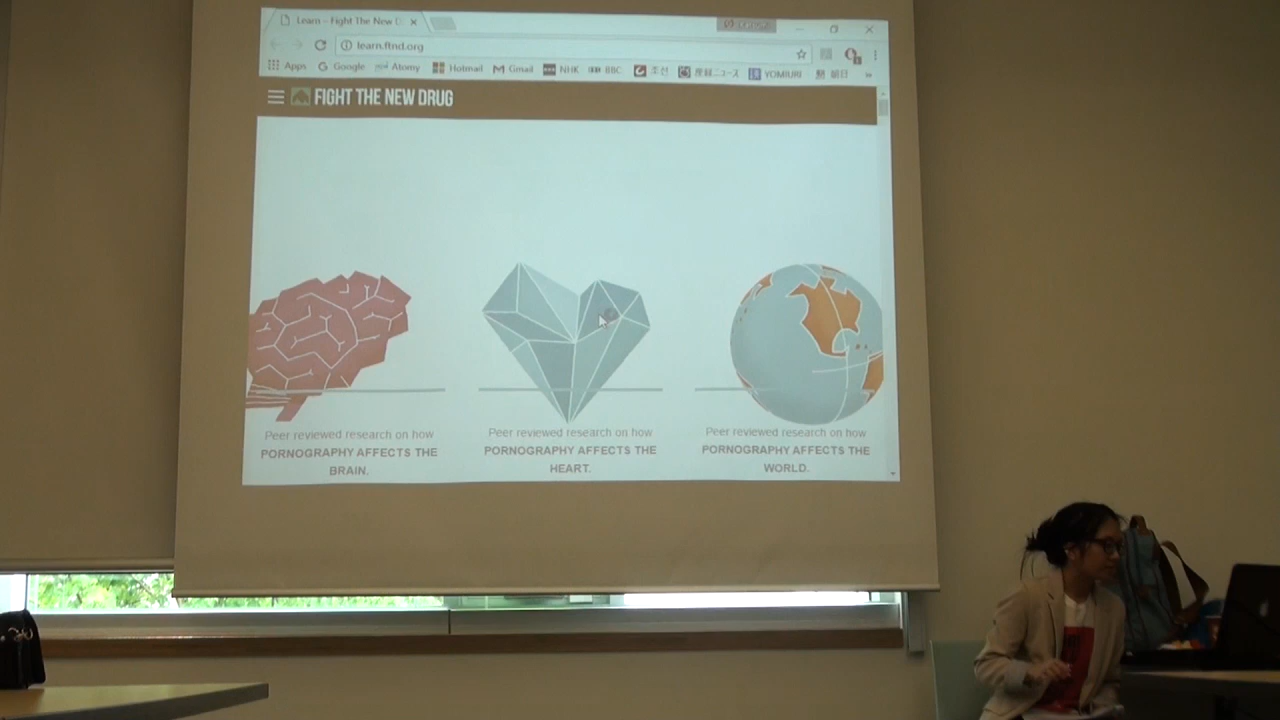 Learn – Fight The New D
learn.ftnd.org
Apps Google Atomy Hotmail Gmail NHK BBC 조선 産経ニュース YOMIURI 朝日 »
FIGHT THE NEW DRUG
Peer reviewed research on how
PORNOGRAPHY AFFECTS THE
BRAIN.
Peer reviewed research on how
PORNOGRAPHY AFFECTS THE
HEART.
Peer reviewed research on how
PORNOGRAPHY AFFECTS THE
WORLD.